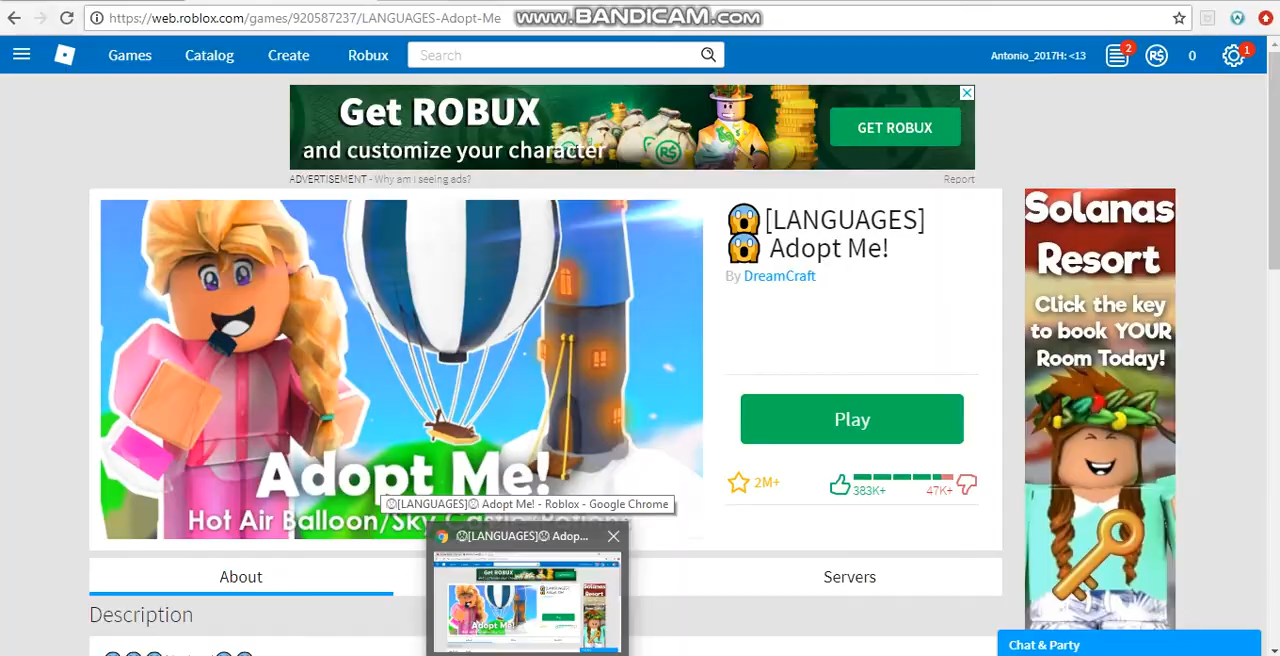 https://web.roblox.com/games/920587237/LANGUAGES-Adopt-Me
www.BANDICAM.com
Games
Catalog
Create
Robux
Search
Antonio_2017H: <13
2
R$
0
1
Get ROBUX
and customize your character
R$
GET ROBUX
ADVERTISEMENT - Why am I seeing ads?
Report
Adopt Me!
Hot Air Balloon/Sky
😱[LANGUAGES]
😱 Adopt Me!
By DreamCraft
Play
2M+
383K+
47K+
Solanas
Resort
Click the key
to book YOUR
Room Today!
[LANGUAGES] Adopt Me! - Roblox - Google Chrome
[LANGUAGES] Adop...
About
Servers
Description
Chat & Party